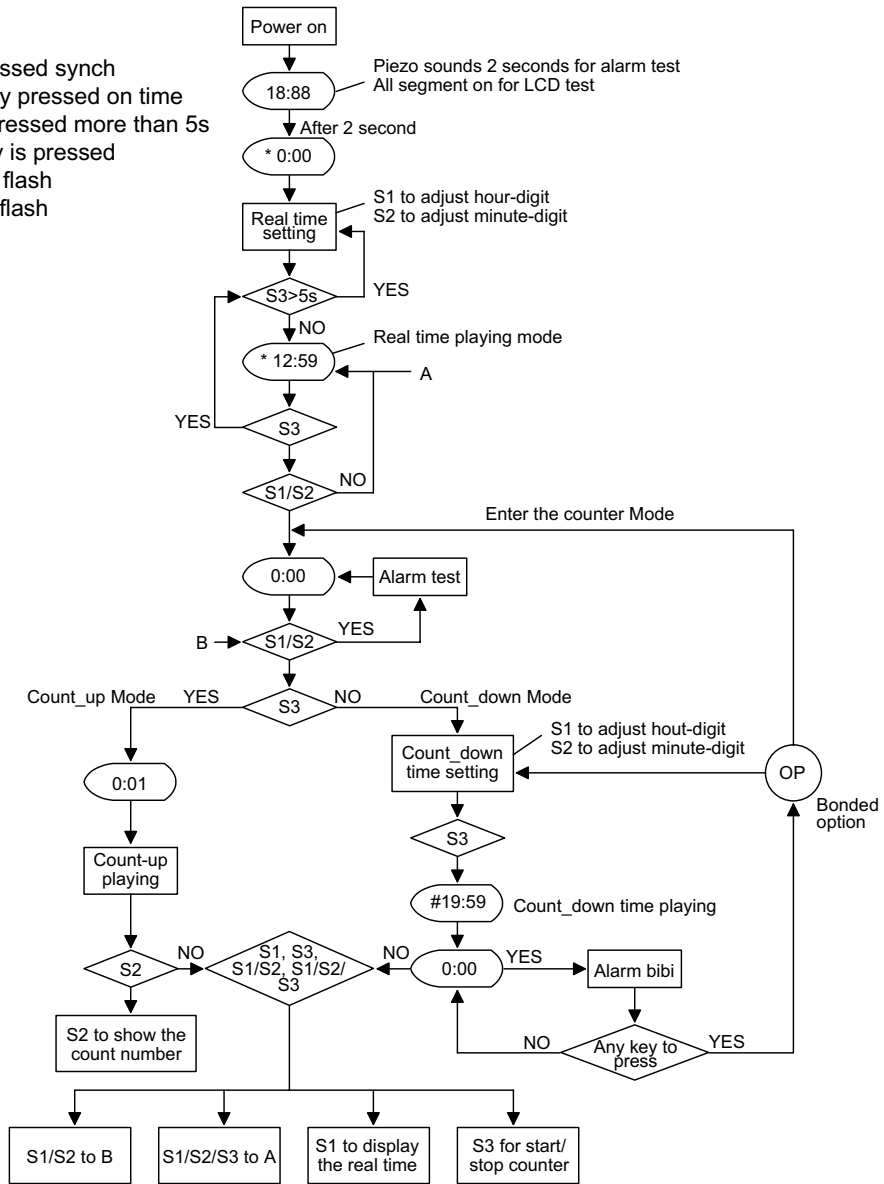 Power on
ssed synch
y pressed on time
ressed more than 5s
y is pressed
flash
flash
18:88
Piezo sounds 2 seconds for alarm test
All segment on for LCD test
After 2 second
* 0:00
Real time
setting
S1 to adjust hour-digit
S2 to adjust minute-digit
S3>5s
YES
NO
* 12:59
Real time playing mode
A
YES
S3
S1/S2
NO
Enter the counter Mode
0:00
Alarm test
B
S1/S2
YES
Count_up Mode
YES
S3
NO
Count_down Mode
Count_down
time setting
S1 to adjust hout-digit
S2 to adjust minute-digit
OP
Bonded
option
0:01
Count-up
playing
S3
#19:59
Count_down time playing
S2
NO
S1, S3,
S1/S2, S1/S2/
S3
NO
0:00
YES
Alarm bibi
S2 to show the
count number
NO
Any key to
press
YES
S1/S2 to B
S1/S2/S3 to A
S1 to display
the real time
S3 for start/
stop counter